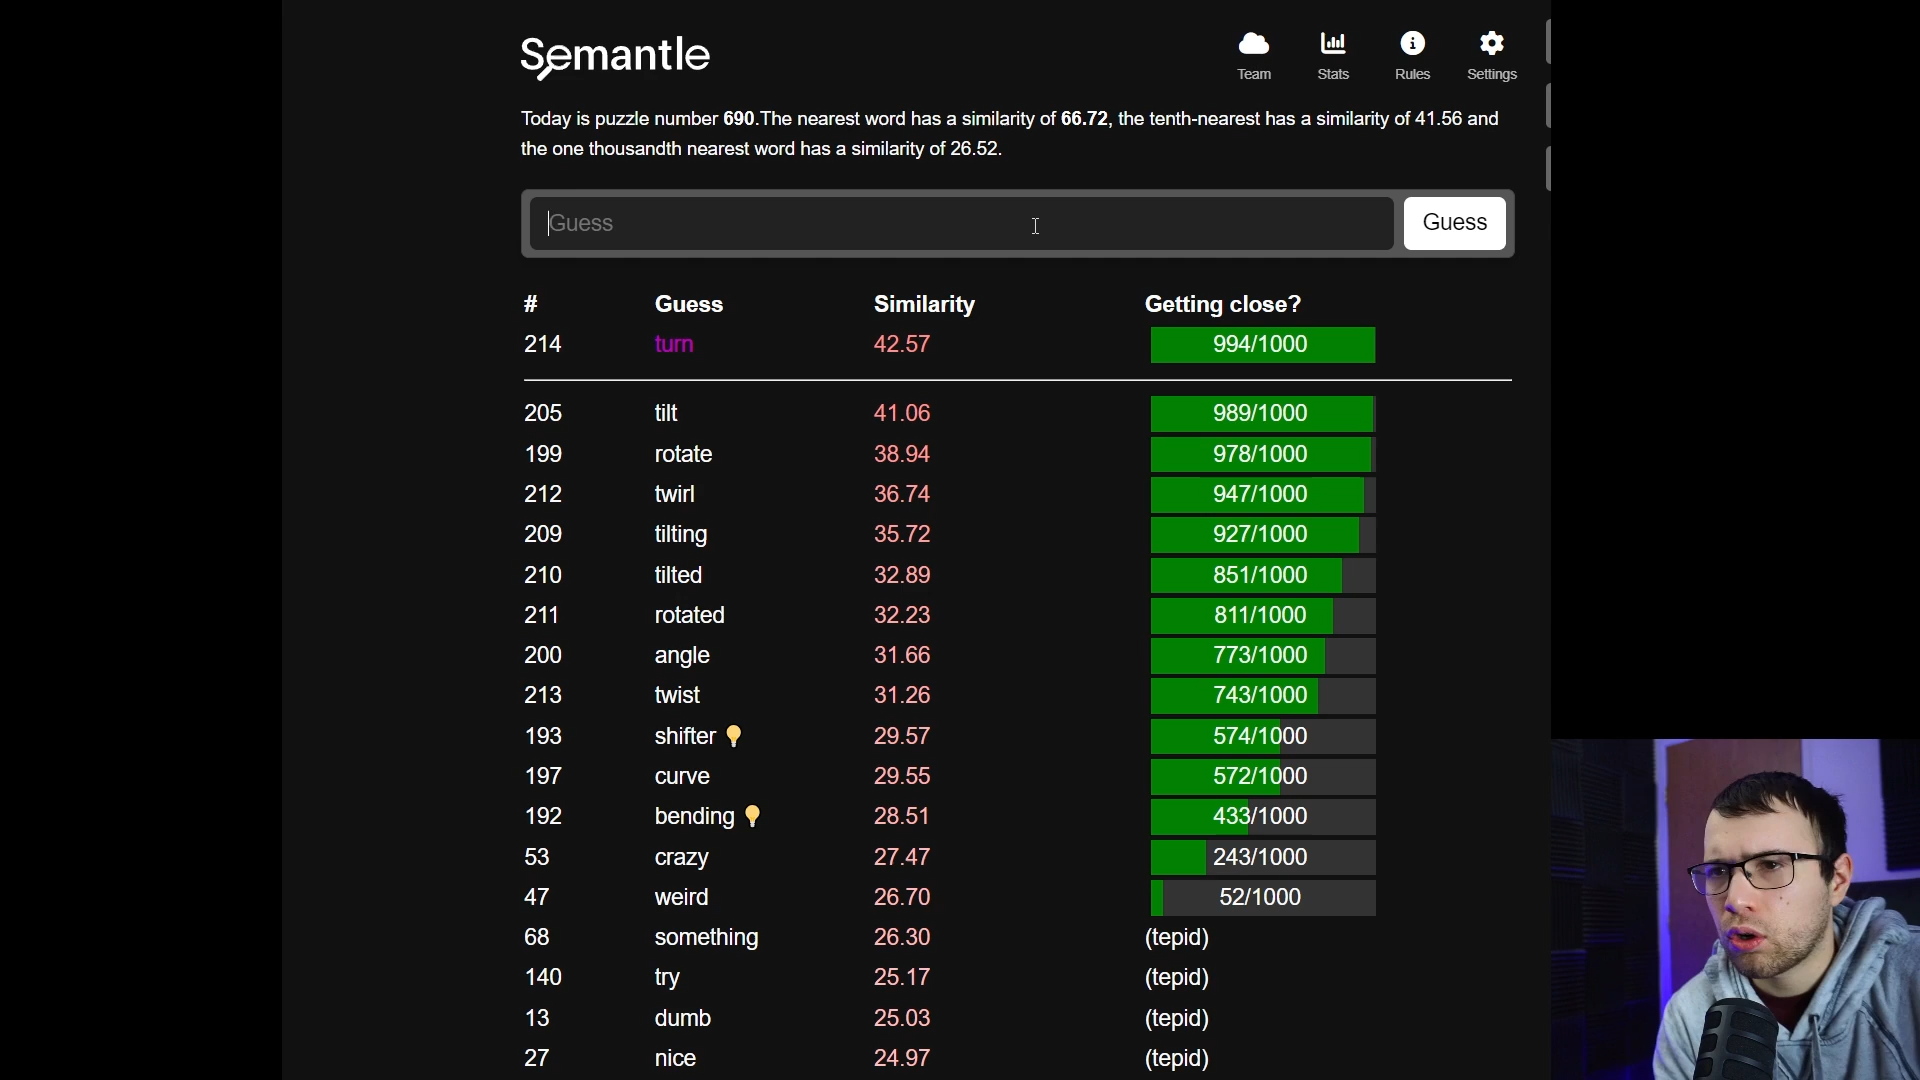 Semantle
Team
Stats
Rules
Settings
Today is puzzle number 690.The nearest word has a similarity of 66.72, the tenth-nearest has a similarity of 41.56 and
the one thousandth nearest word has a similarity of 26.52.
Guess
Guess
# Guess Similarity Getting close?
214 turn 42.57 994/1000
205 tilt 41.06 989/1000
199 rotate 38.94 978/1000
212 twirl 36.74 947/1000
209 tilting 35.72 927/1000
210 tilted 32.89 851/1000
211 rotated 32.23 811/1000
200 angle 31.66 773/1000
213 twist 31.26 743/1000
193 shifter 29.57 574/1000
197 curve 29.55 572/1000
192 bending 28.51 433/1000
53 crazy 27.47 243/1000
47 weird 26.70 52/1000
68 something 26.30 (tepid)
140 try 25.17 (tepid)
13 dumb 25.03 (tepid)
27 nice 24.97 (tepid)